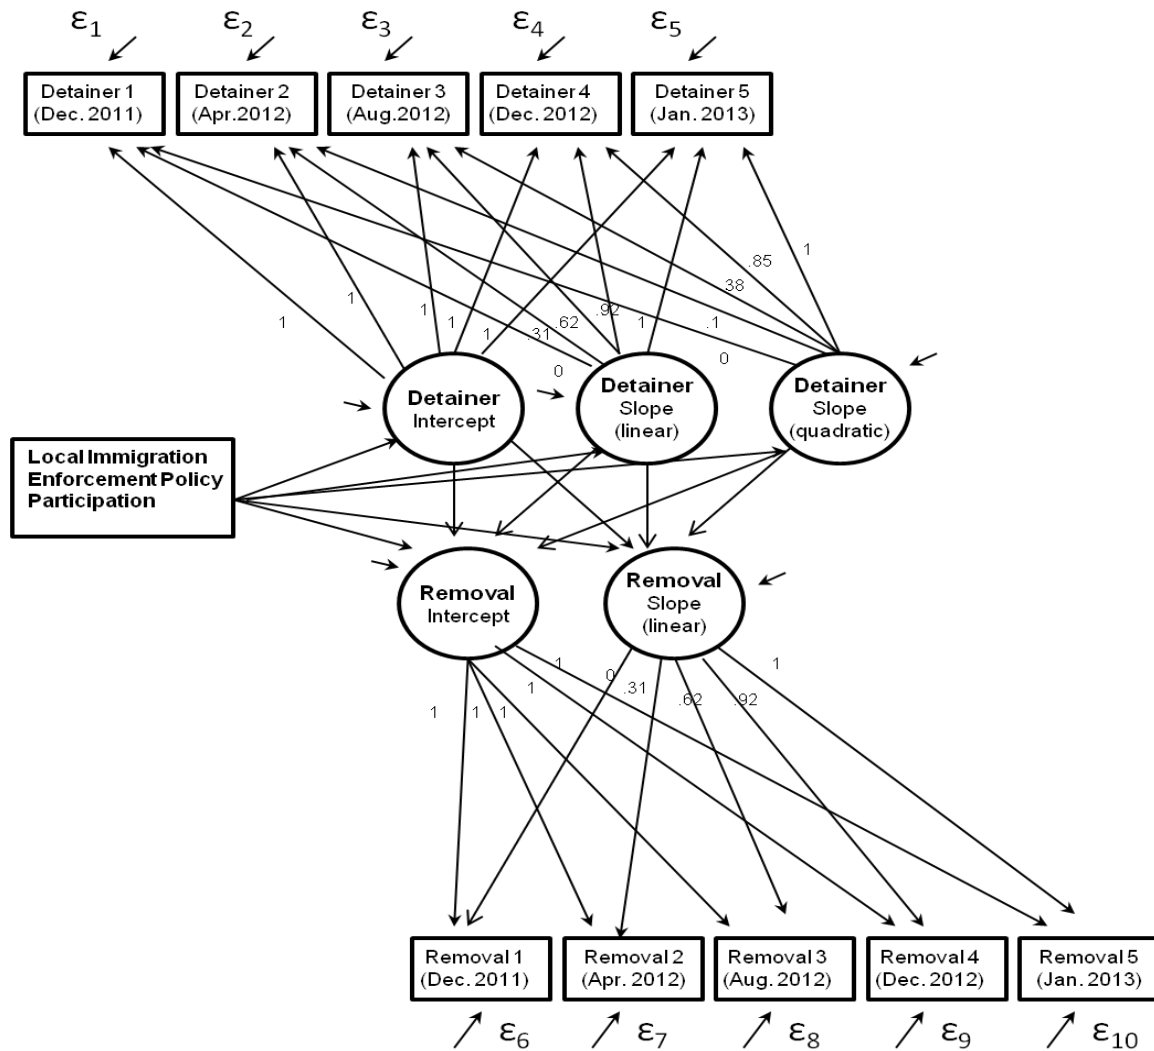 ε1 ε2 ε3 ε4 ε5
Detainer 1
(Dec. 2011)
Detainer 2
(Apr.2012)
Detainer 3
(Aug.2012)
Detainer 4
(Dec. 2012)
Detainer 5
(Jan. 2013)
1
1
1
1
1
0
.31
.62
.92
1
0
.1
.38
.85
1
Detainer
Intercept
Detainer
Slope
(linear)
Detainer
Slope
(quadratic)
Local Immigration
Enforcement Policy
Participation
Removal
Intercept
Removal
Slope
(linear)
1
1
1
1
1
0
.31
.62
.92
1
Removal 1
(Dec. 2011)
Removal 2
(Apr. 2012)
Removal 3
(Aug. 2012)
Removal 4
(Dec. 2012)
Removal 5
(Jan. 2013)
ε6 ε7 ε8 ε9 ε10